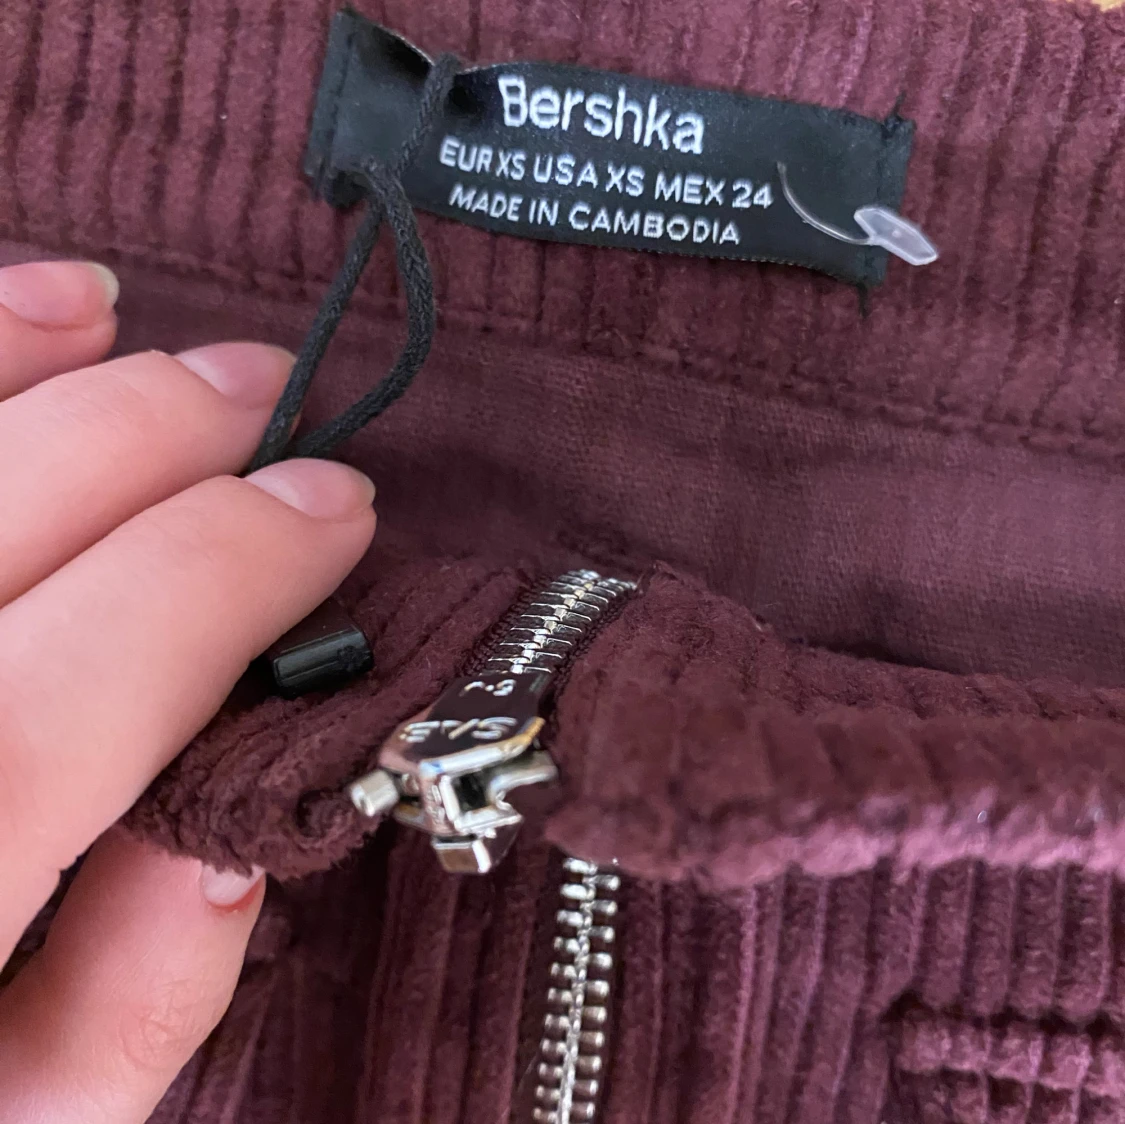 Bershka
EUR XS USA XS MEX 24
MADE IN CAMBODIA